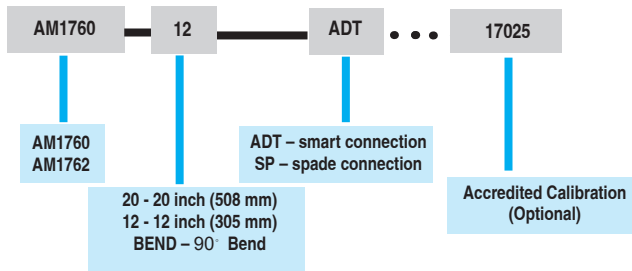 AM1760 12 ADT 17025
AM1760
AM1762
ADT – smart connection
SP – spade connection
20 - 20 inch (508 mm)
12 - 12 inch (305 mm)
BEND – 90° Bend
Accredited Calibration
(Optional)